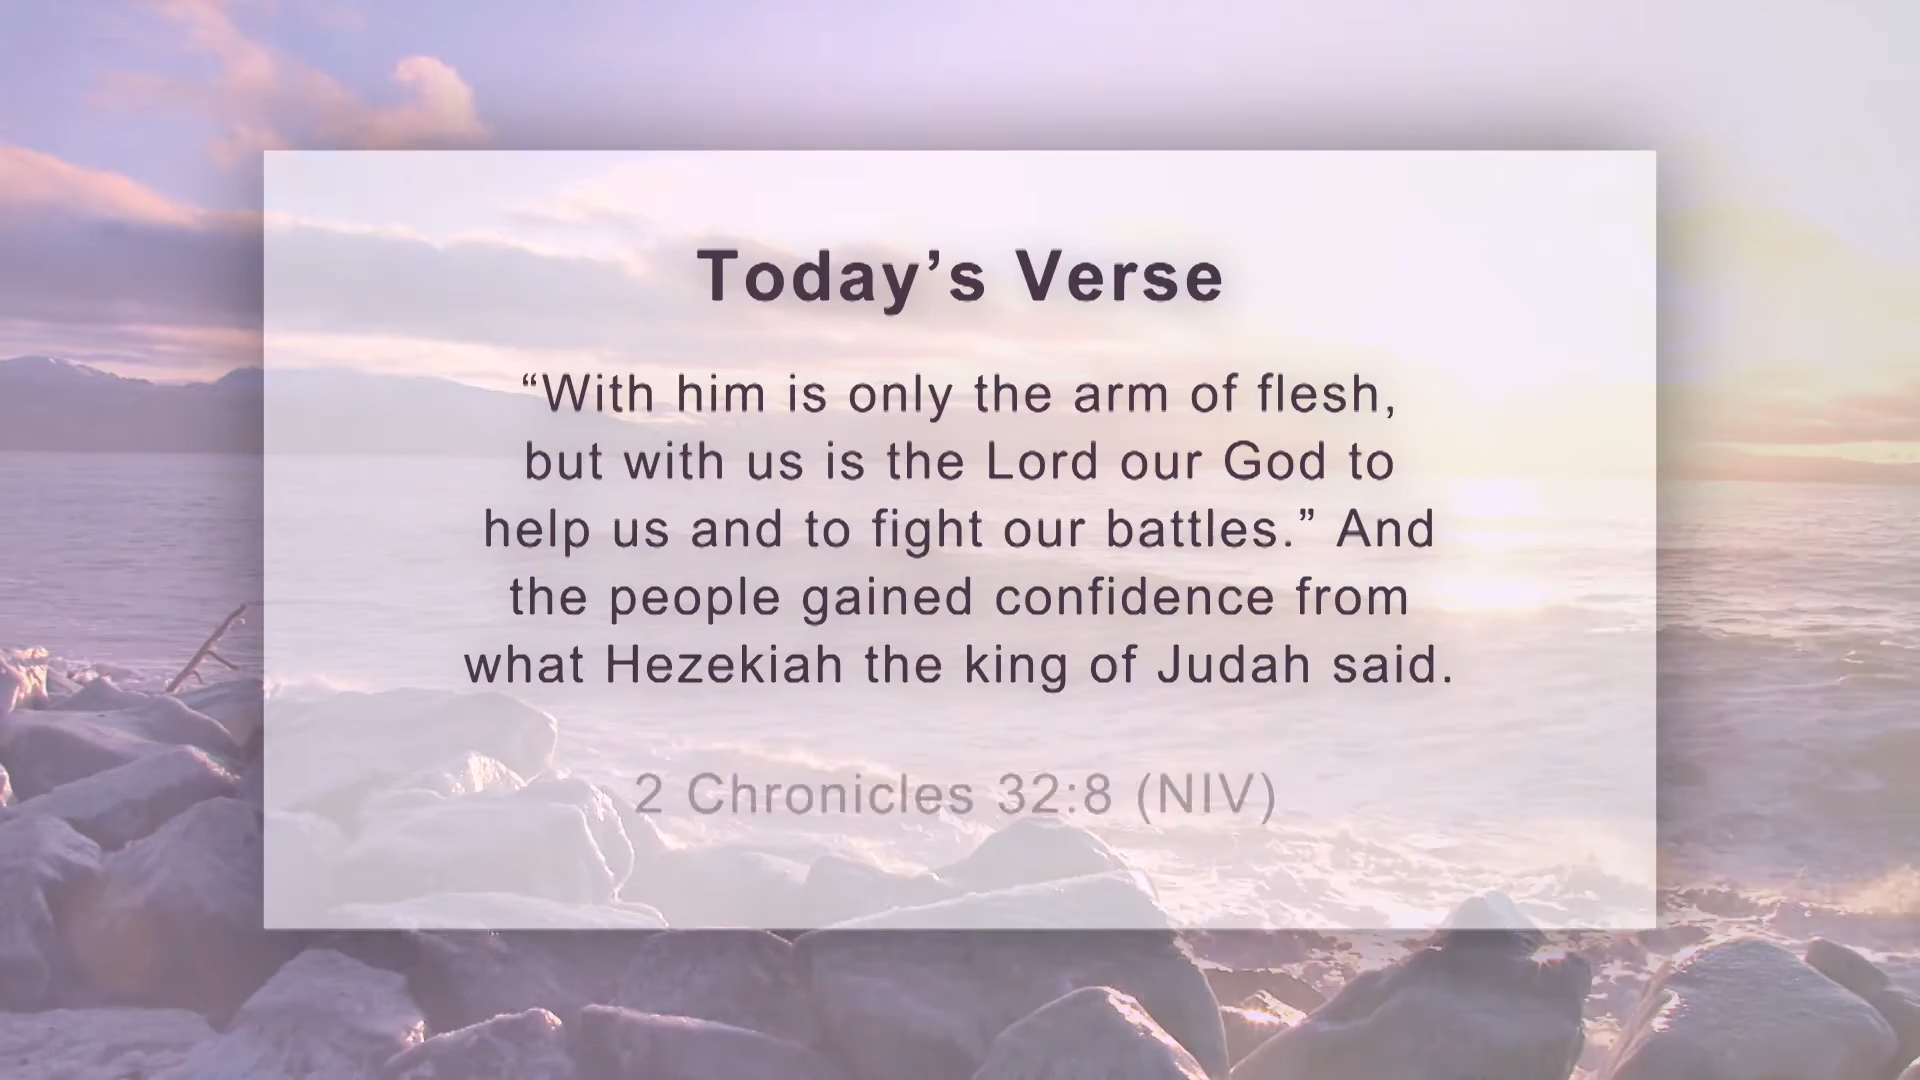 Today’s Verse
“With him is only the arm of flesh,
but with us is the Lord our God to
help us and to fight our battles.” And
the people gained confidence from
what Hezekiah the king of Judah said.
2 Chronicles 32:8 (NIV)